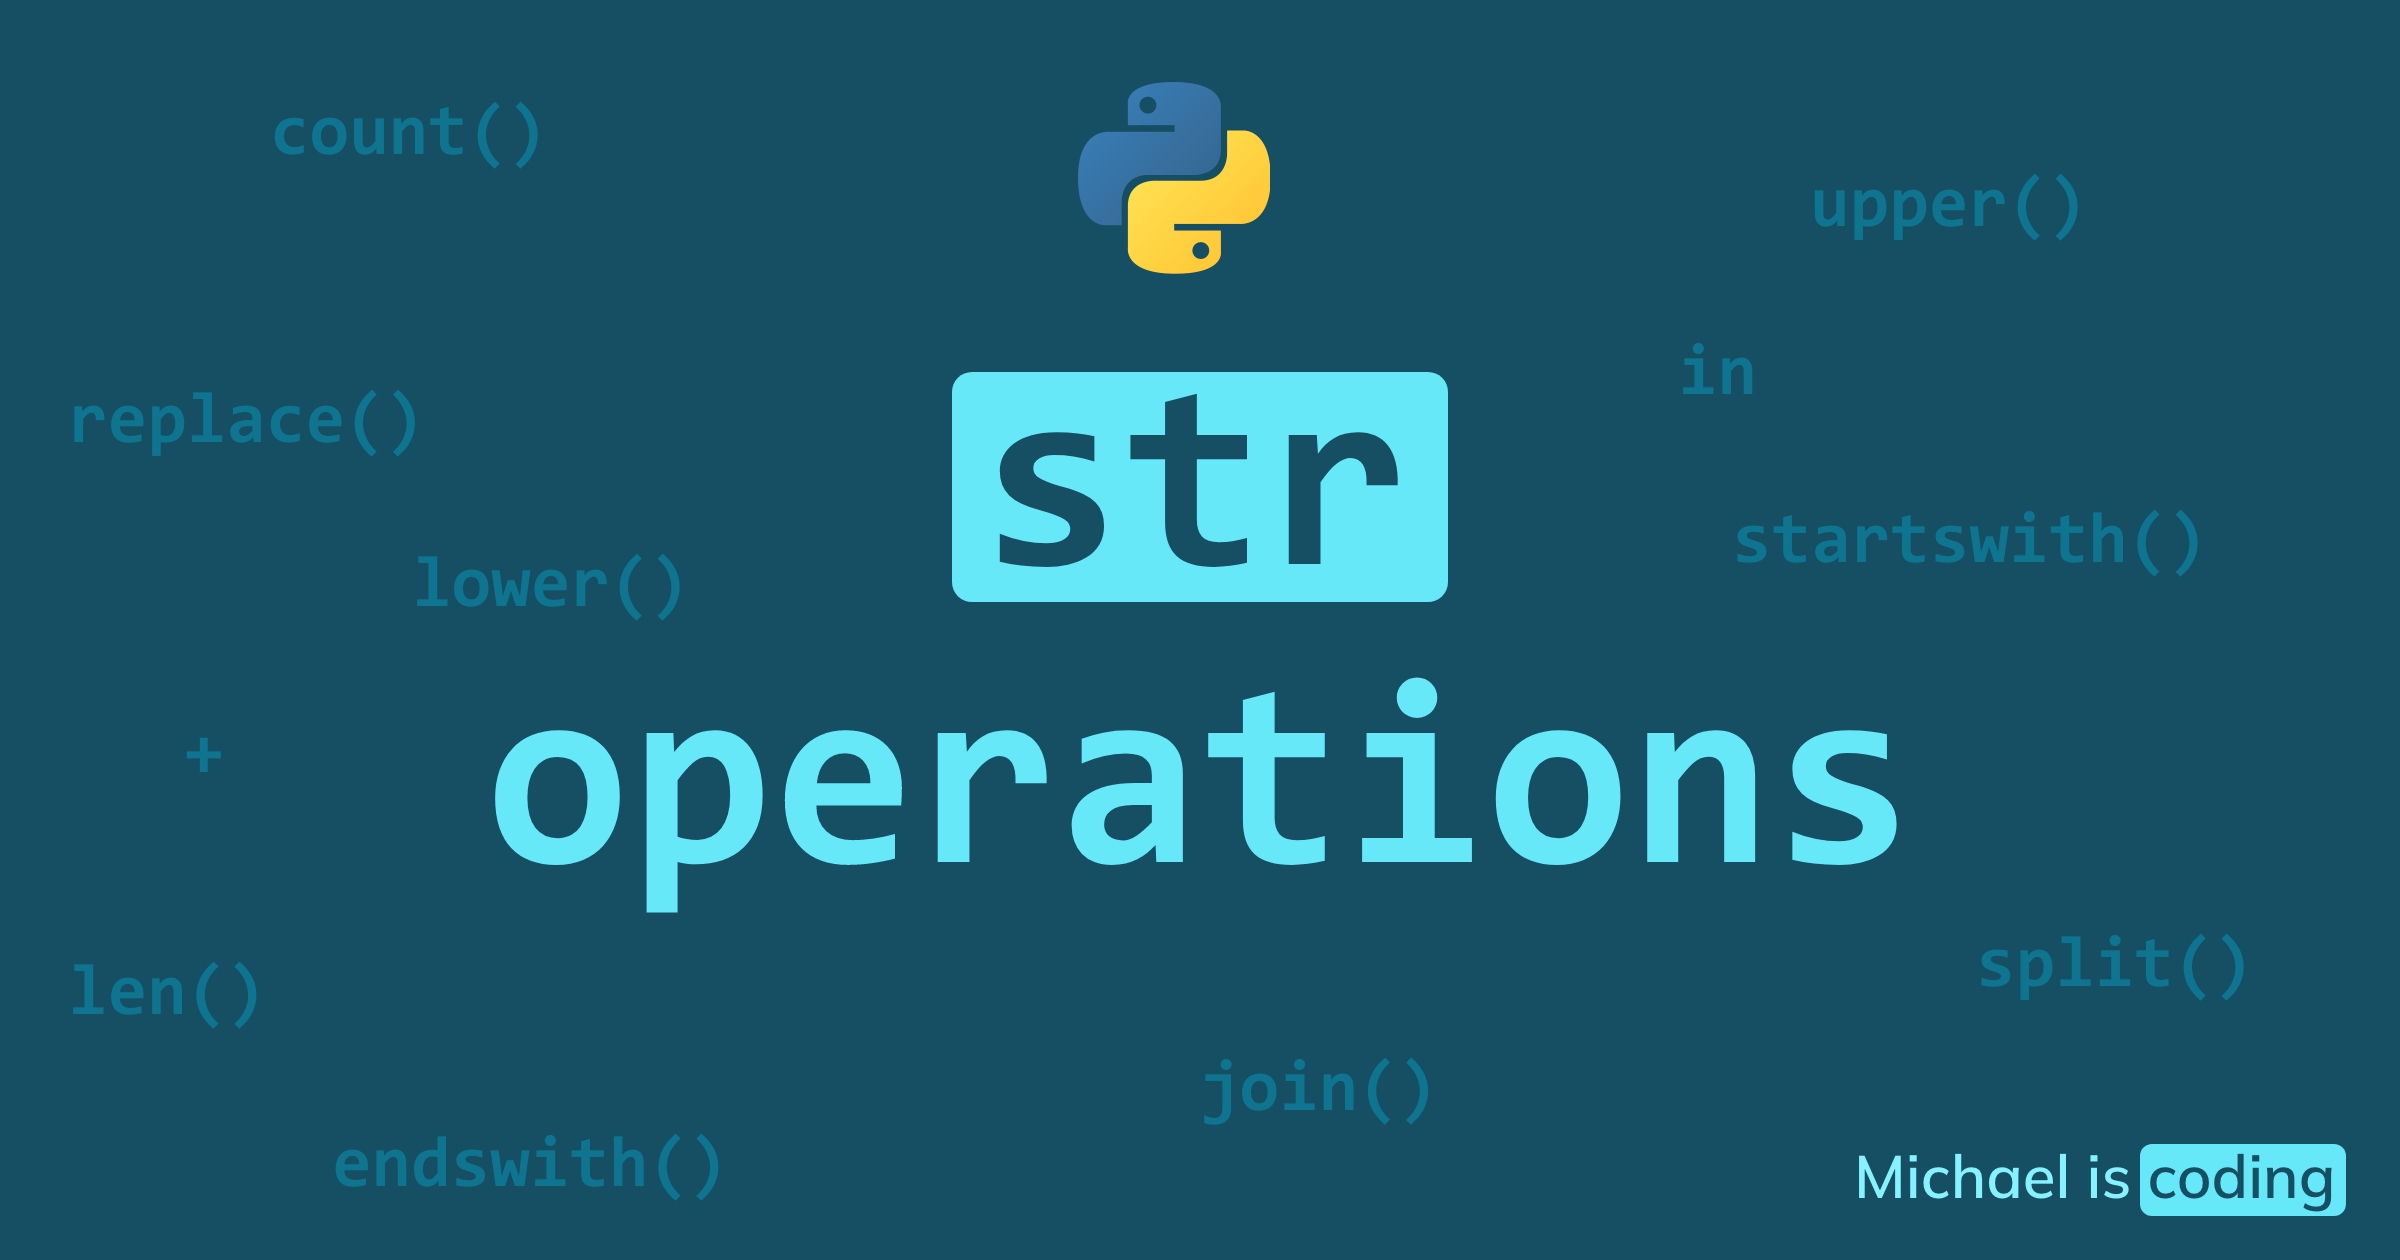 count()
upper()
in
replace()
str
startswith()
lower()
+
operations
len()
split()
join()
endswith()
Michael is coding